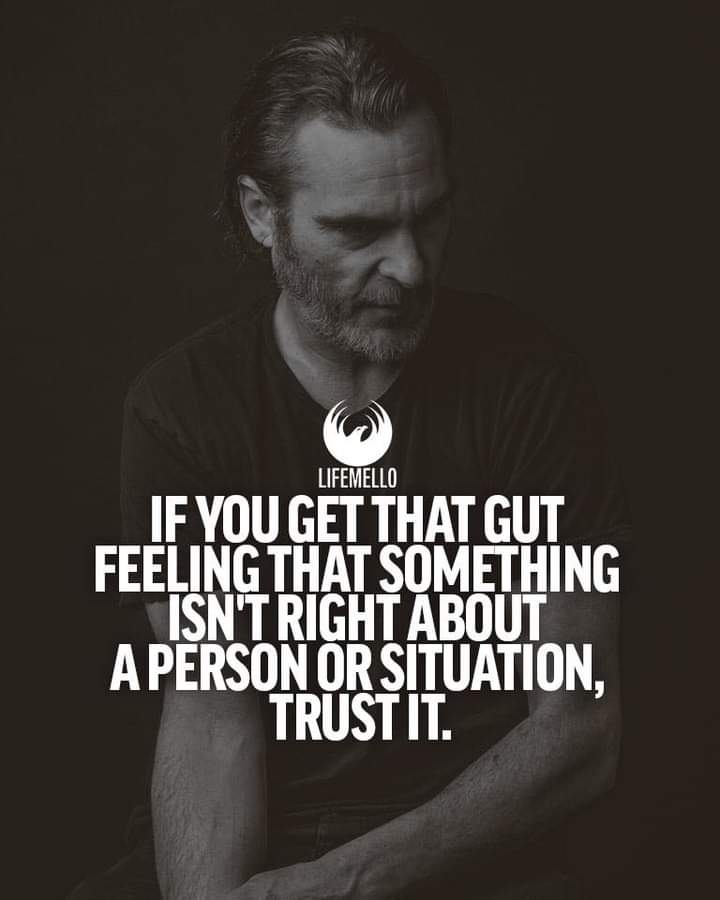 LIFEMELLO
IF YOU GET THAT GUT
FEELING THAT SOMETHING
ISN'T RIGHT ABOUT
A PERSON OR SITUATION,
TRUST IT.